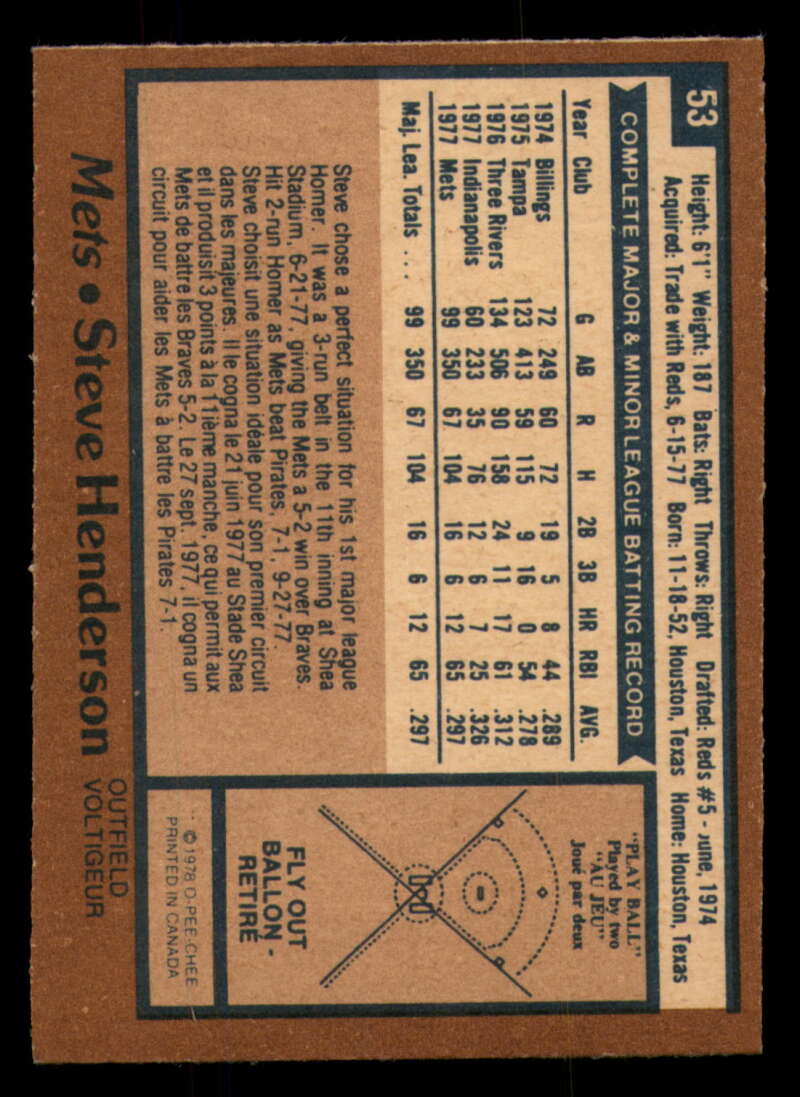 53
Height: 6'1" Weight: 187 Bats: Right Throws: Right Drafted: Reds #5 - June, 1974
Acquired: Trade with Reds, 6-15-77 Born: 11-18-52, Houston, Texas Home: Houston, Texas
COMPLETE MAJOR & MINOR LEAGUE BATTING RECORD
Year Club G AB R H 2B 3B HR RBI AVG.
1974 Billings 72 249 60 72 19 5 8 44 .289
1975 Tampa 123 413 59 115 9 16 0 54 .278
1976 Three Rivers 134 506 90 158 24 11 17 61 .312
1977 Indianapolis 60 233 35 76 12 6 7 25 .326
1977 Mets 99 350 67 104 16 6 12 65 .297
Maj. Lea. Totals ... 99 350 67 104 16 6 12 65 .297
Steve chose a perfect situation for his 1st major league
Homer. It was a 3-run belt in the 11th inning at Shea
Stadium, 6-21-77, giving the Mets a 5-2 win over Braves.
Hit 2-run Homer as Mets beat Pirates, 7-1, 9-27-77.
Steve choisit une situation idéale pour son premier circuit
dans les majeures. Il le cogna le 21 juin 1977 au Stade Shea
et il produisit 3 points à la 11ième manche, ce qui permit aux
Mets de battre les Braves 5-2. Le 27 sept. 1977, il cogna un
circuit pour aider les Mets à battre les Pirates 7-1.
"PLAY BALL"
Played by two
"AU JEU"
Joué par deux
FLY OUT
BALLON -
RETIRÉ
© 1978 O-PEE-CHEE
PRINTED IN CANADA
Mets • Steve Henderson
OUTFIELD
VOLTIGEUR